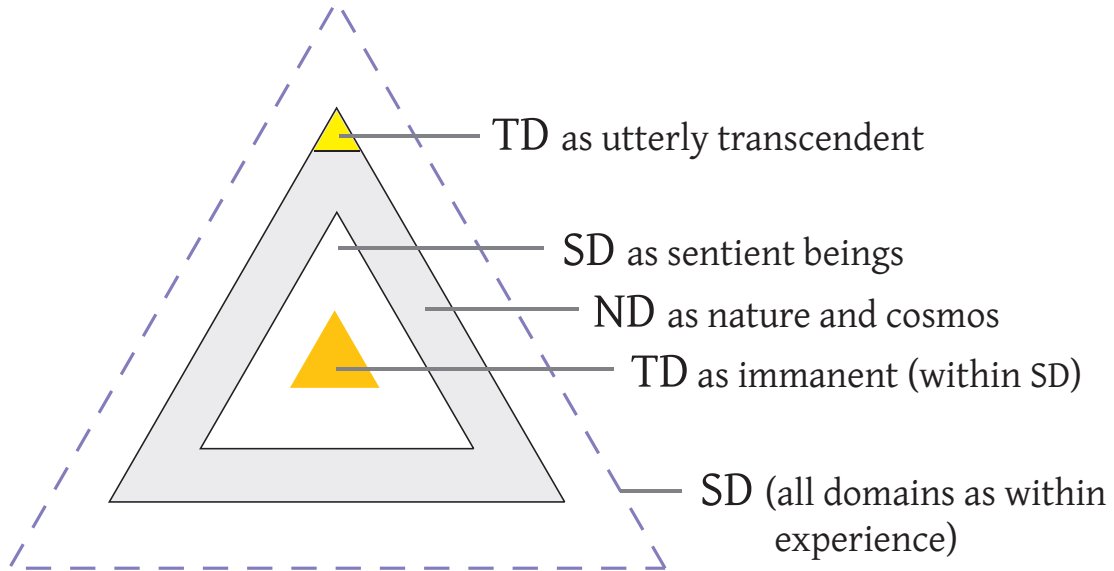 TD as utterly transcendent
SD as sentient beings
ND as nature and cosmos
TD as immanent (within SD)
SD (all domains as within
experience)